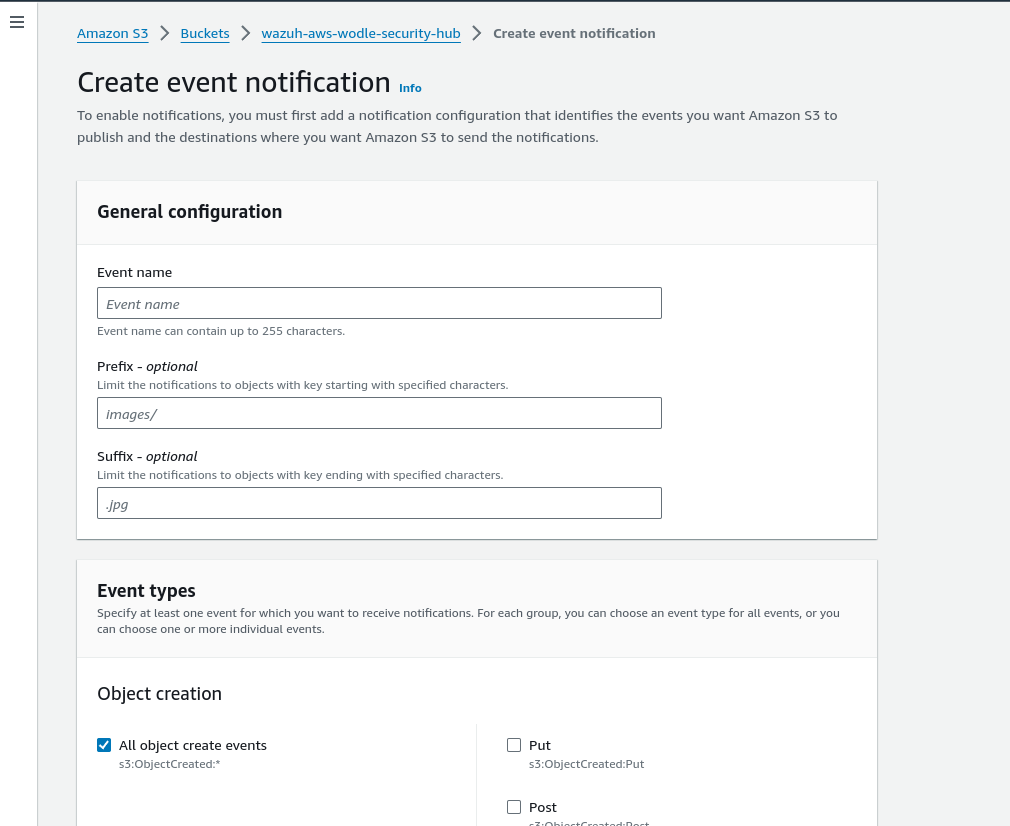 Amazon S3 > Buckets > wazuh-aws-wodle-security-hub > Create event notification
Create event notification Info
To enable notifications, you must first add a notification configuration that identifies the events you want Amazon S3 to
publish and the destinations where you want Amazon S3 to send the notifications.
General configuration
Event name
Event name
Event name can contain up to 255 characters.
Prefix - optional
Limit the notifications to objects with key starting with specified characters.
images/
Suffix - optional
Limit the notifications to objects with key ending with specified characters.
.jpg
Event types
Specify at least one event for which you want to receive notifications. For each group, you can choose an event type for all events, or you
can choose one or more individual events.
Object creation
All object create events
s3:ObjectCreated:*
Put
s3:ObjectCreated:Put
Post
s3:ObjectCreated:Post